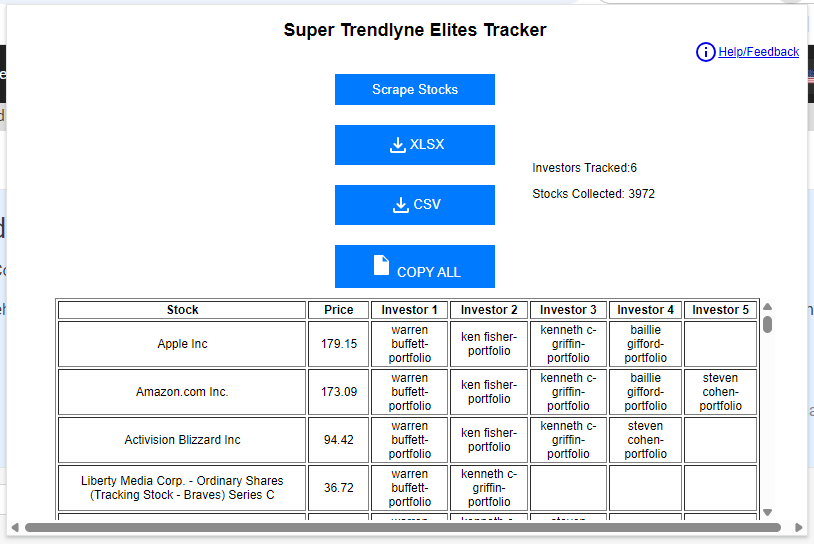 Super Trendlyne Elites Tracker
Help/Feedback
Scrape Stocks
XLSX
Investors Tracked:6
Stocks Collected: 3972
CSV
COPY ALL
Stock Price Investor 1 Investor 2 Investor 3 Investor 4 Investor 5
Apple Inc 179.15 warren buffett-portfolio ken fisher-portfolio kenneth c-griffin-portfolio baillie gifford-portfolio
Amazon.com Inc. 173.09 warren buffett-portfolio ken fisher-portfolio kenneth c-griffin-portfolio baillie gifford-portfolio steven cohen-portfolio
Activision Blizzard Inc 94.42 warren buffett-portfolio ken fisher-portfolio kenneth c-griffin-portfolio steven cohen-portfolio
Liberty Media Corp. - Ordinary Shares (Tracking Stock - Braves) Series C 36.72 warren buffett-portfolio kenneth c-griffin-portfolio